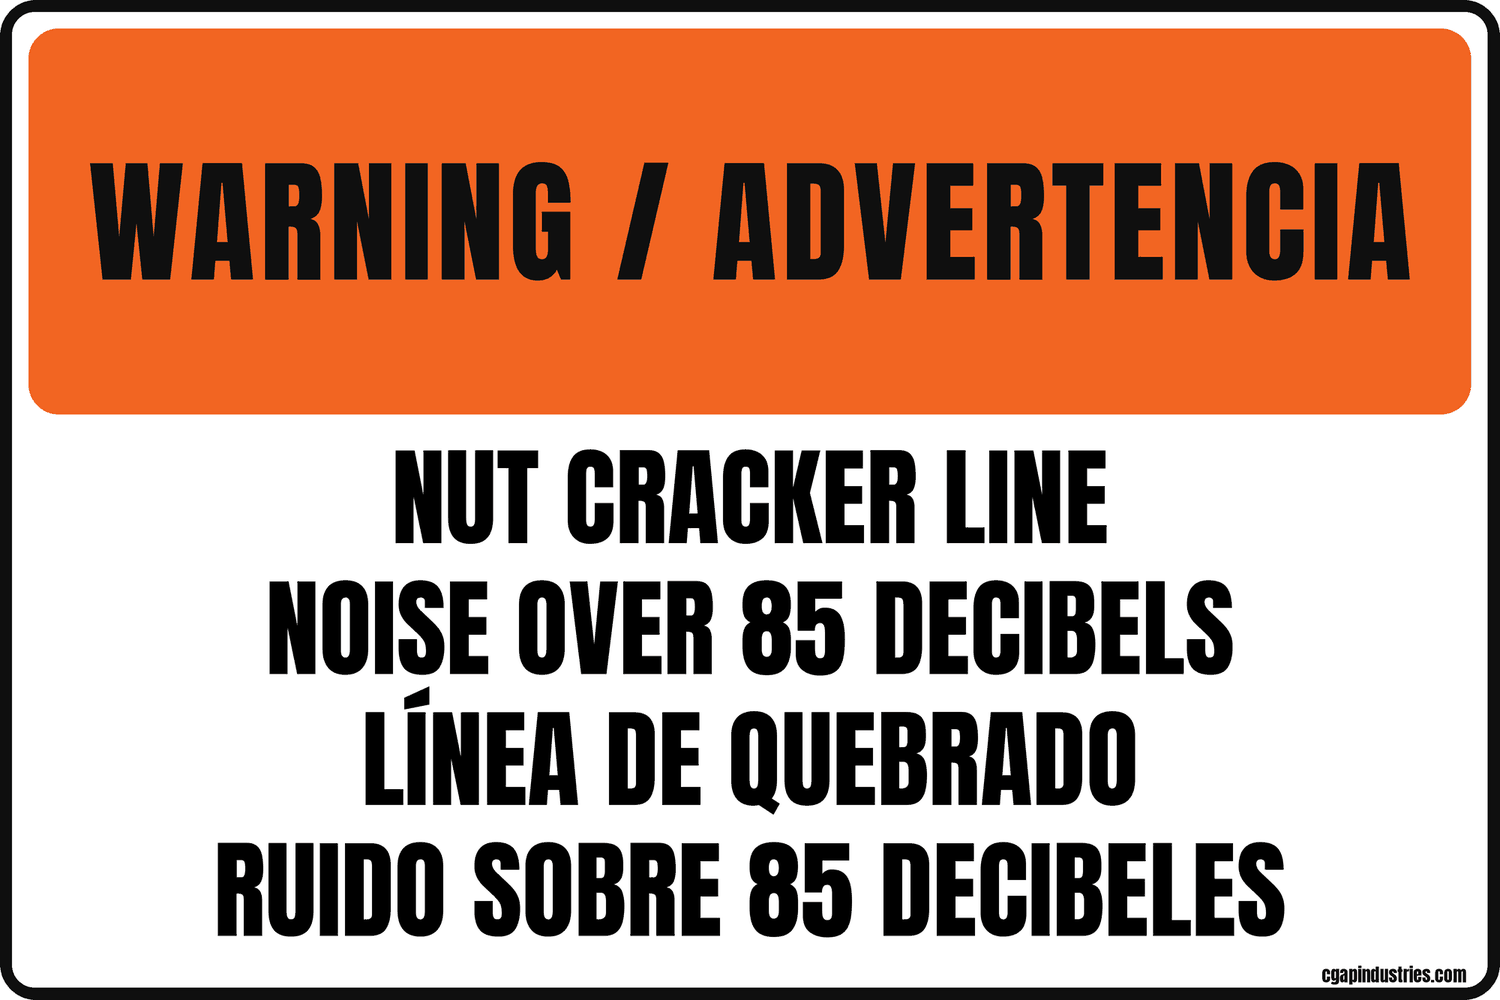 WARNING / ADVERTENCIA
NUT CRACKER LINE
NOISE OVER 85 DECIBELS
LÍNEA DE QUEBRADO
RUIDO SOBRE 85 DECIBELES
cgapindustries.com